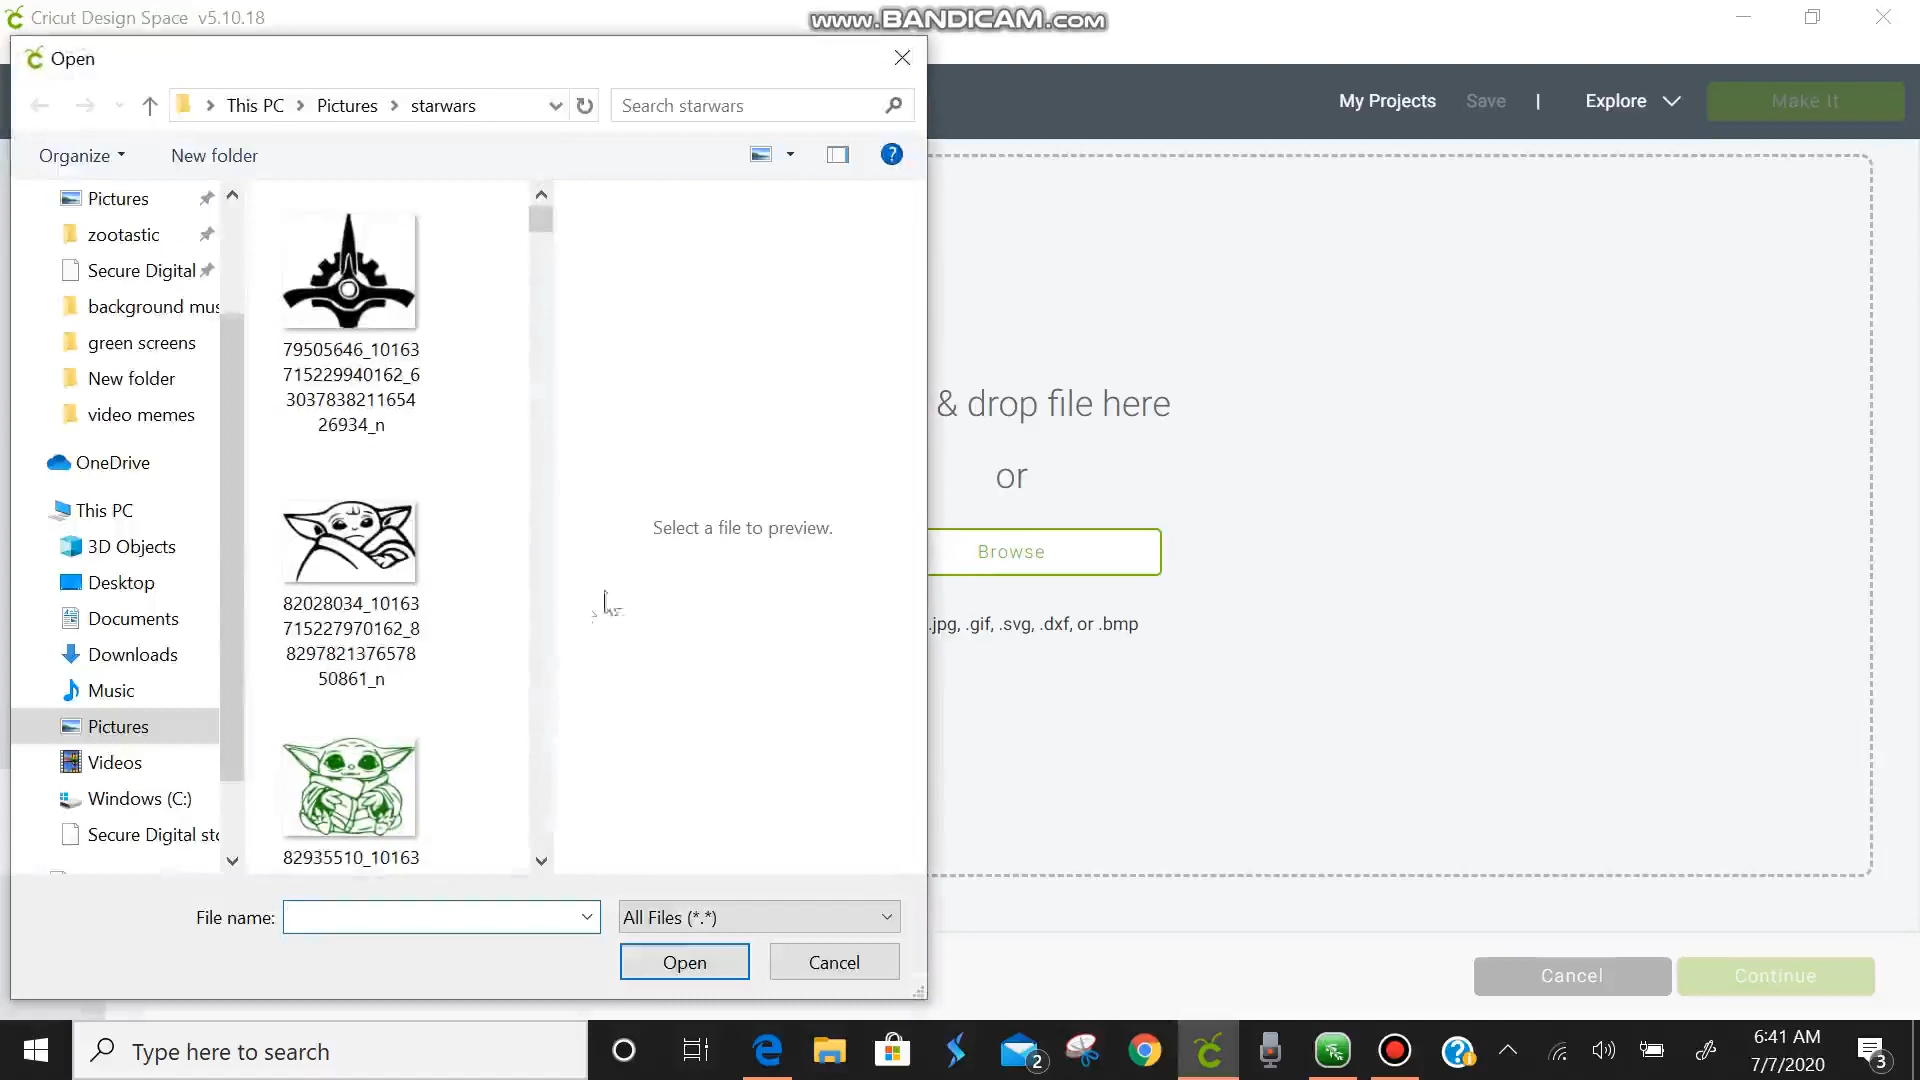 Cricut Design Space v5.10.18
www.BANDICAM.com
Open
This PC > Pictures > starwars
Search starwars
My Projects Save | Explore Make It
Organize New folder
Pictures
zootastic
Secure Digital
background mus
green screens
New folder
video memes
OneDrive
This PC
3D Objects
Desktop
Documents
Downloads
Music
Pictures
Videos
Windows (C:)
Secure Digital sto
79505646_10163
715229940162_6
3037838211654
26934_n
82028034_10163
715227970162_8
8297821376578
50861_n
82935510_10163
Select a file to preview.
& drop file here
or
Browse
.jpg, .gif, .svg, .dxf, or .bmp
File name:
All Files (*.*)
Open Cancel
Cancel Continue
Type here to search
2
6:41 AM
7/7/2020
3